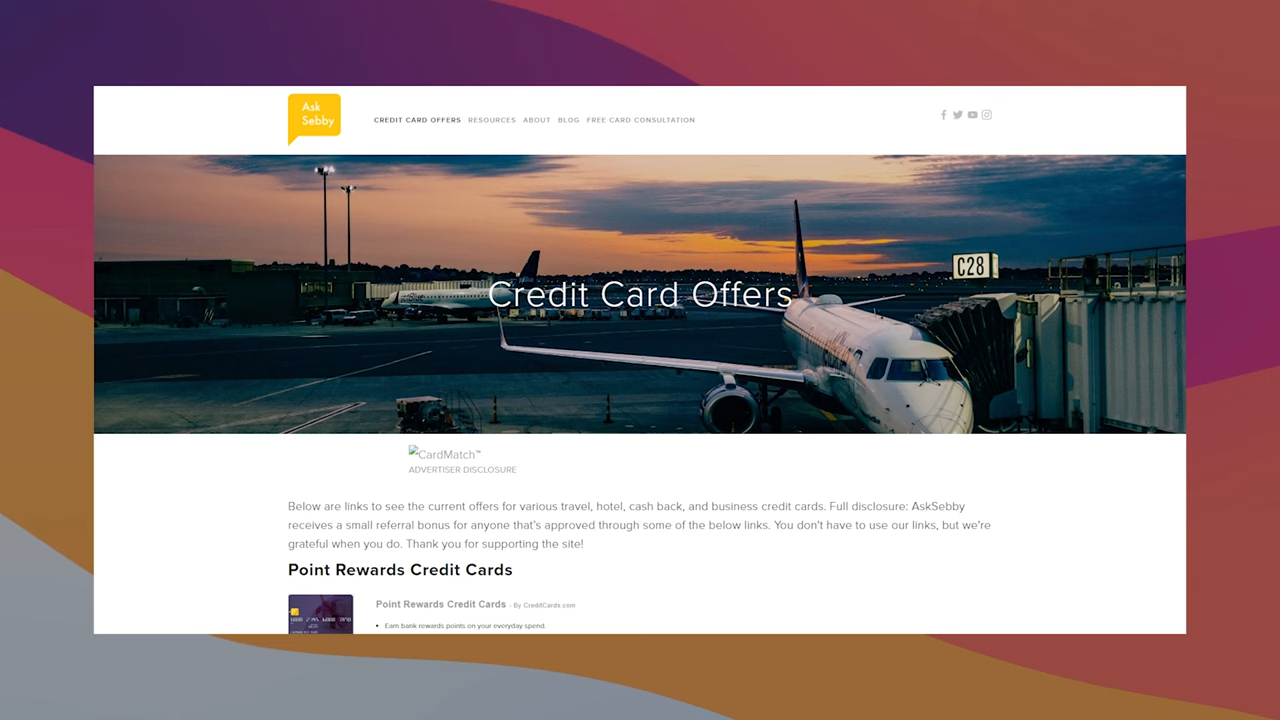 Ask
Sebby
CREDIT CARD OFFERS RESOURCES ABOUT BLOG FREE CARD CONSULTATION
C28
Credit Card Offers
CardMatch™
ADVERTISER DISCLOSURE
Below are links to see the current offers for various travel, hotel, cash back, and business credit cards. Full disclosure: AskSebby
receives a small referral bonus for anyone that's approved through some of the below links. You don't have to use our links, but we're
grateful when you do. Thank you for supporting the site!
Point Rewards Credit Cards
Point Rewards Credit Cards - By CreditCards.com
• Earn bank rewards points on your everyday spend.